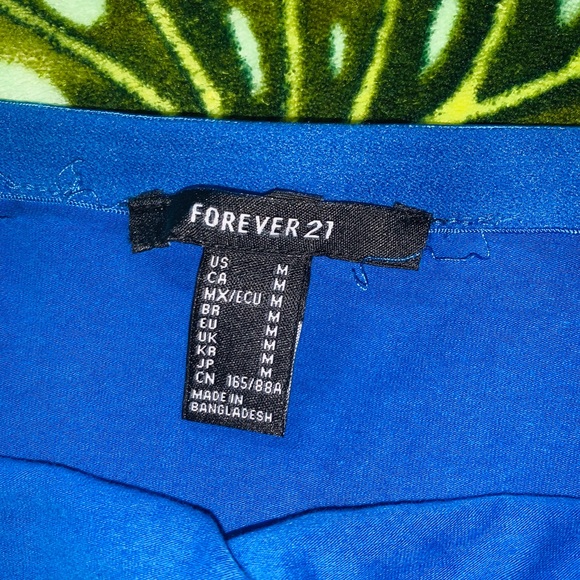 FOREVER 21
US M
CA M
MX/ECU M
BR M
EU M
UK M
KR M
JP M
CN 165/88A
MADE IN
BANGLADESH